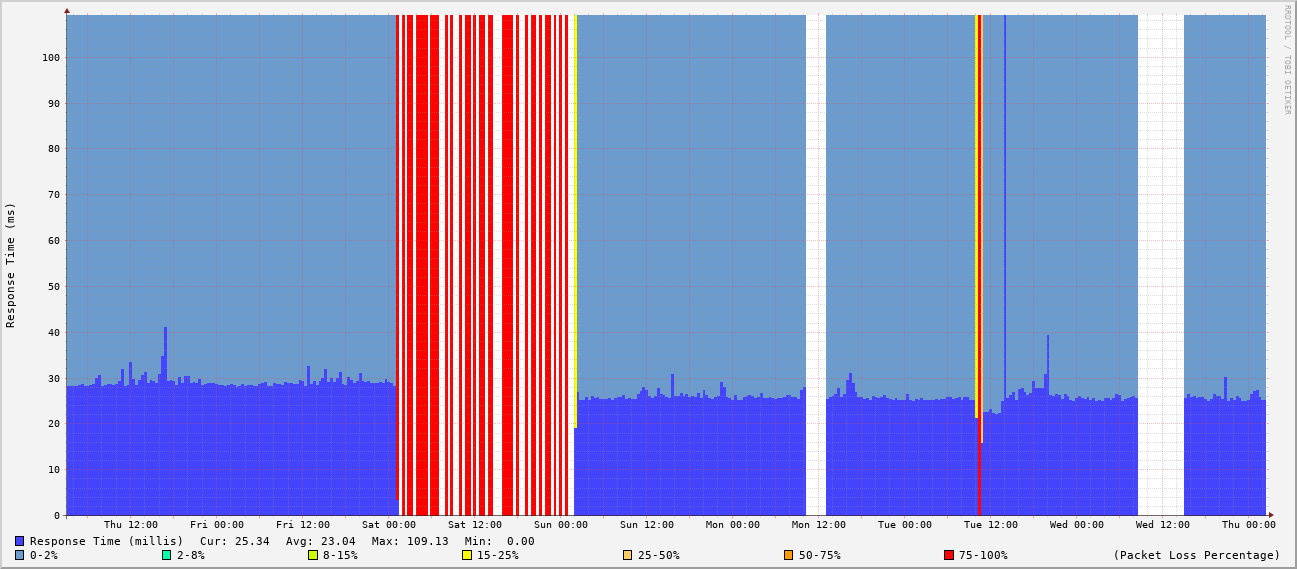 RRDTOOL / TOBI OETIKER
Response Time (ms)
100
90
80
70
60
50
40
30
20
10
0
Thu 12:00 Fri 00:00 Fri 12:00 Sat 00:00 Sat 12:00 Sun 00:00 Sun 12:00 Mon 00:00 Mon 12:00 Tue 00:00 Tue 12:00 Wed 00:00 Wed 12:00 Thu 00:00
Response Time (millis) Cur: 25.34 Avg: 23.04 Max: 109.13 Min: 0.00
0-2% 2-8% 8-15% 15-25% 25-50% 50-75% 75-100% (Packet Loss Percentage)